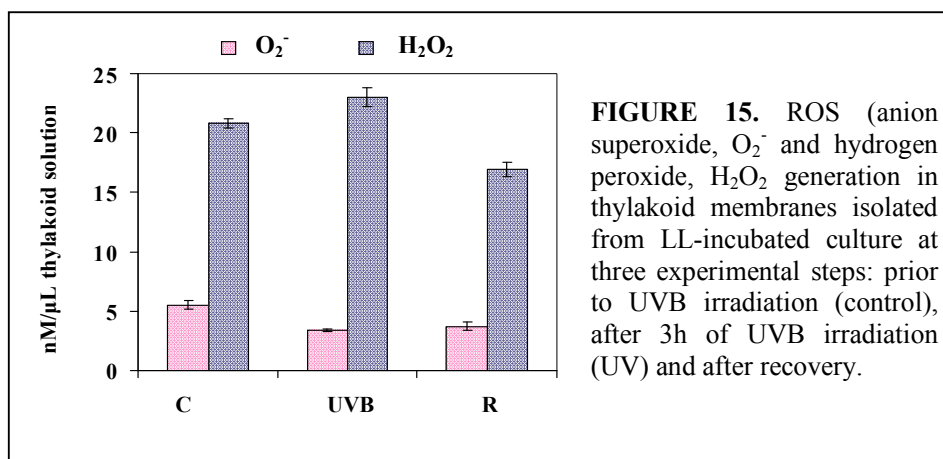 O₂⁻ H₂O₂
25
20
15
10
5
0
nM/µL thylakoid solution
C UVB R
FIGURE 15. ROS (anion
superoxide, O₂⁻ and hydrogen
peroxide, H₂O₂ generation in
thylakoid membranes isolated
from LL-incubated culture at
three experimental steps: prior
to UVB irradiation (control),
after 3h of UVB irradiation
(UV) and after recovery.